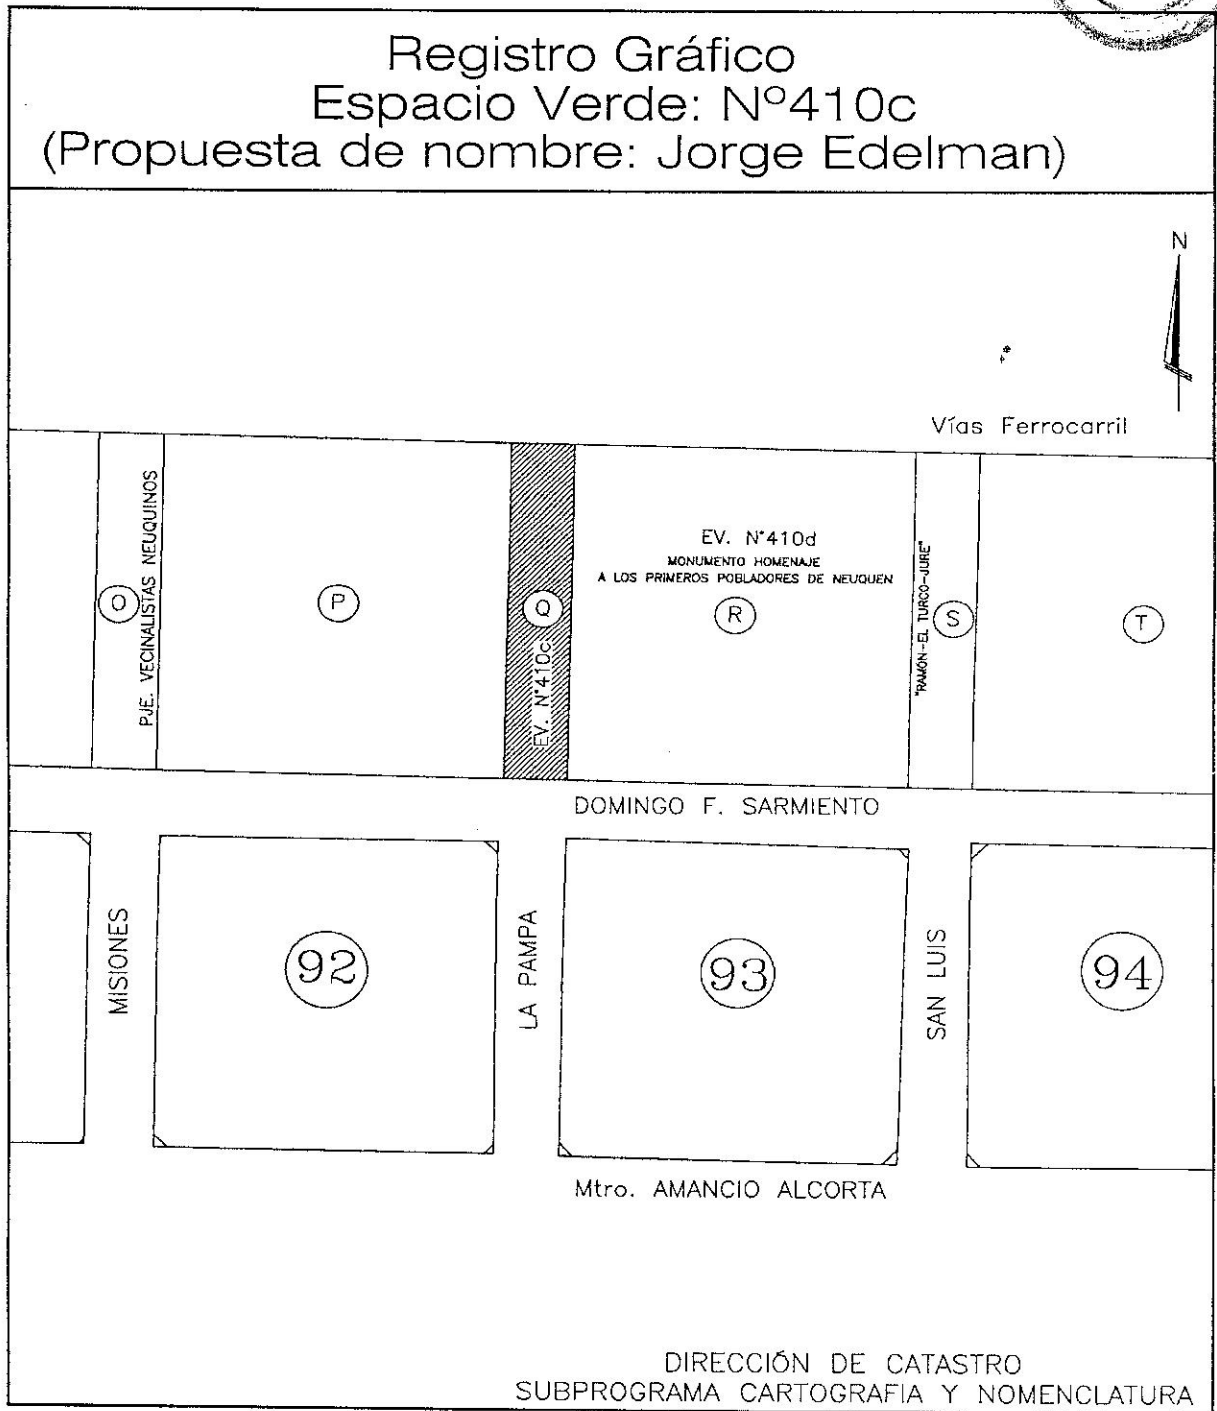 Registro Gráfico
Espacio Verde: Nº410c
(Propuesta de nombre: Jorge Edelman)
N
Vías Ferrocarril
O
PJE. VECINALISTAS NEUQUINOS
P
Q
EV. N°410c
EV. N°410d
MONUMENTO HOMENAJE
A LOS PRIMEROS POBLADORES DE NEUQUEN
R
"RAMON-EL TURCO-JURE"
S
T
DOMINGO F. SARMIENTO
MISIONES
92
LA PAMPA
93
SAN LUIS
94
Mtro. AMANCIO ALCORTA
DIRECCIÓN DE CATASTRO
SUBPROGRAMA CARTOGRAFIA Y NOMENCLATURA